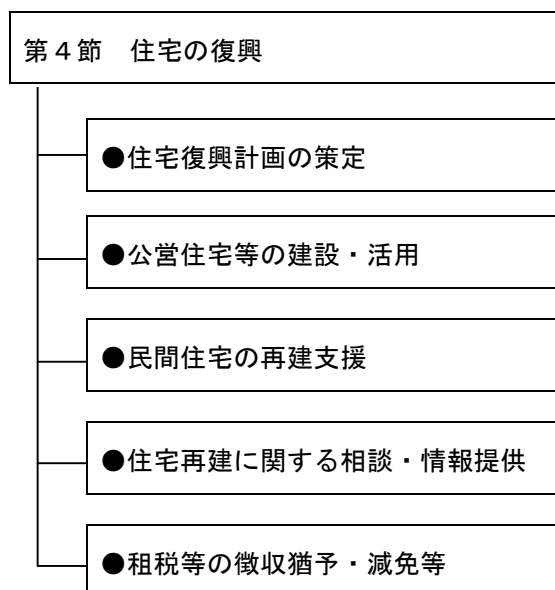 第４節　住宅の復興
●住宅復興計画の策定
●公営住宅等の建設・活用
●民間住宅の再建支援
●住宅再建に関する相談・情報提供
●租税等の徴収猶予・減免等